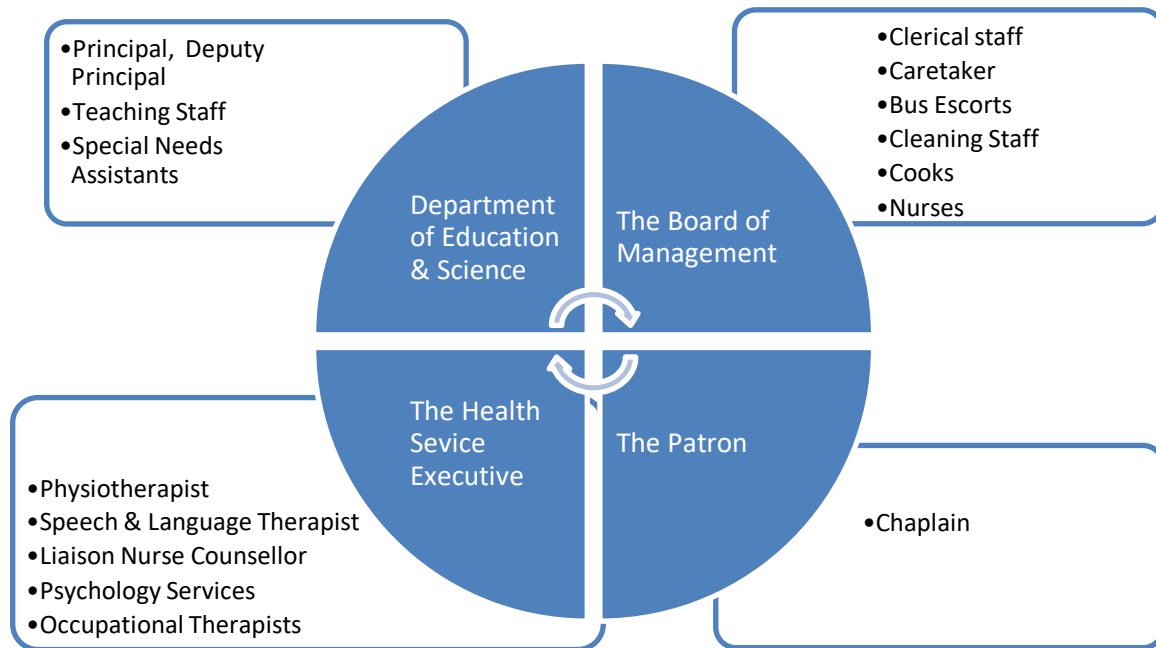 •Principal, Deputy
Principal
•Teaching Staff
•Special Needs
Assistants
•Clerical staff
•Caretaker
•Bus Escorts
•Cleaning Staff
•Cooks
•Nurses
Department
of Education
& Science
The Board of
Management
The Health
Sevice
Executive
The Patron
•Physiotherapist
•Speech & Language Therapist
•Liaison Nurse Counsellor
•Psychology Services
•Occupational Therapists
•Chaplain